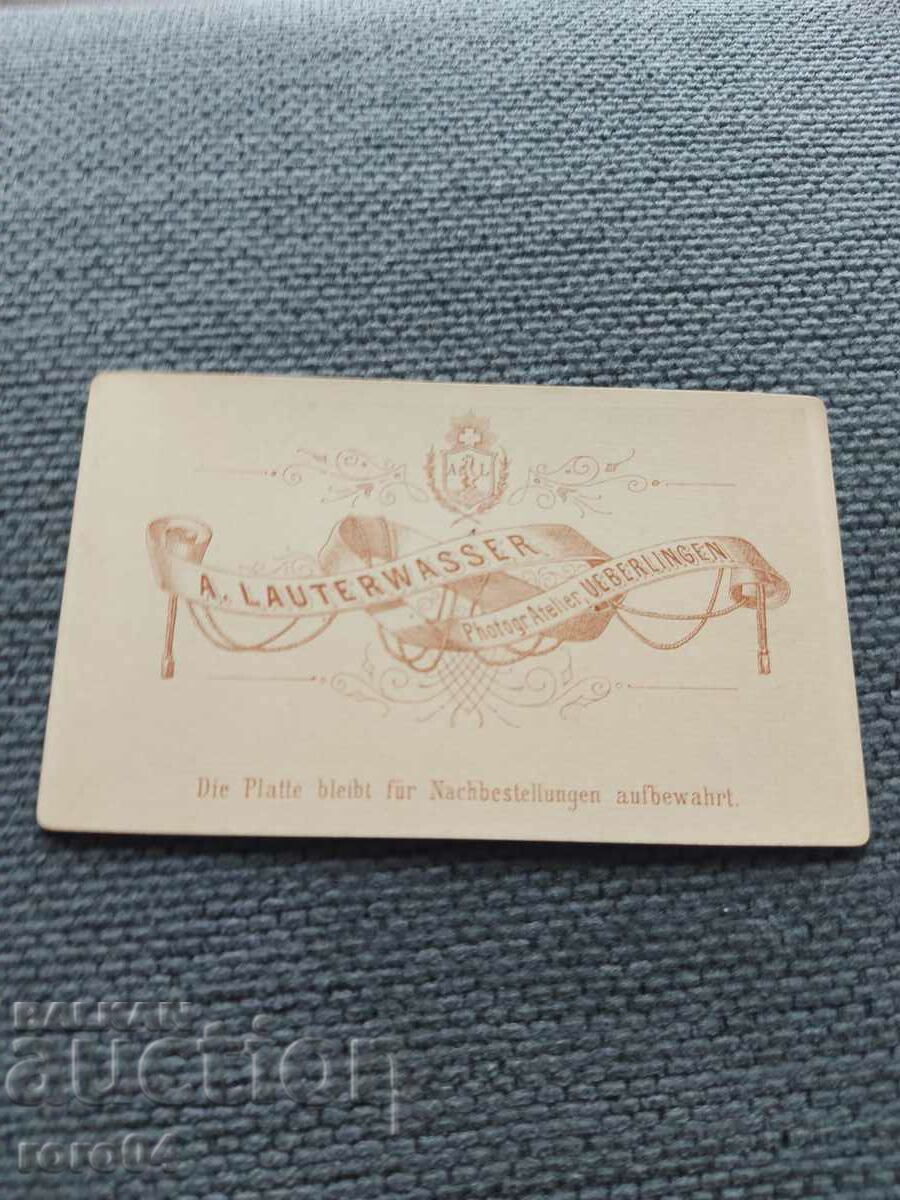 A L
A. LAUTERWASSER
Photogr. Atelier UEBERLINGEN
Die Platte bleibt für Nachbestellungen aufbewahrt.
BALKAN
auction
roro04